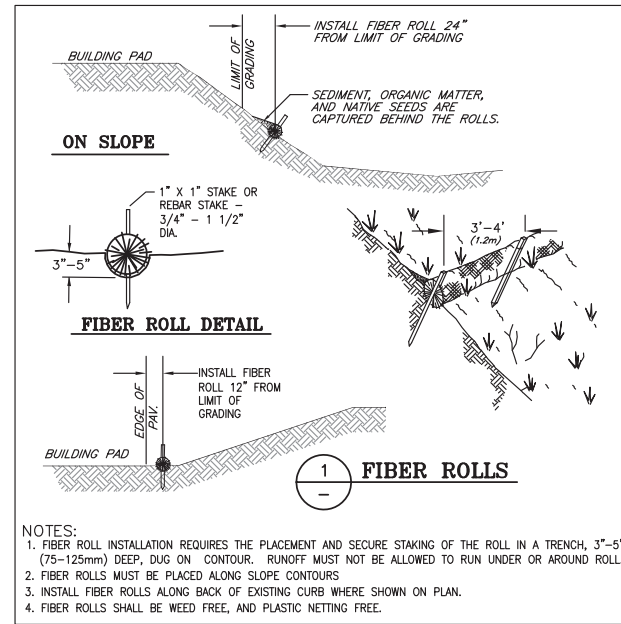 INSTALL FIBER ROLL 24"
FROM LIMIT OF GRADING
LIMIT OF
GRADING
BUILDING PAD
SEDIMENT, ORGANIC MATTER,
AND NATIVE SEEDS ARE
CAPTURED BEHIND THE ROLLS.
ON SLOPE
1" X 1" STAKE OR
REBAR STAKE –
3/4" – 1 1/2"
DIA.
3"-5"
FIBER ROLL DETAIL
3'-4'
(1.2m)
INSTALL FIBER
ROLL 12" FROM
LIMIT OF
GRADING
EDGE OF
PAV.
BUILDING PAD
1
–
FIBER ROLLS
NOTES:
1. FIBER ROLL INSTALLATION REQUIRES THE PLACEMENT AND SECURE STAKING OF THE ROLL IN A TRENCH, 3"-5"
(75-125mm) DEEP, DUG ON CONTOUR. RUNOFF MUST NOT BE ALLOWED TO RUN UNDER OR AROUND ROLL
2. FIBER ROLLS MUST BE PLACED ALONG SLOPE CONTOURS
3. INSTALL FIBER ROLLS ALONG BACK OF EXISTING CURB WHERE SHOWN ON PLAN.
4. FIBER ROLLS SHALL BE WEED FREE, AND PLASTIC NETTING FREE.